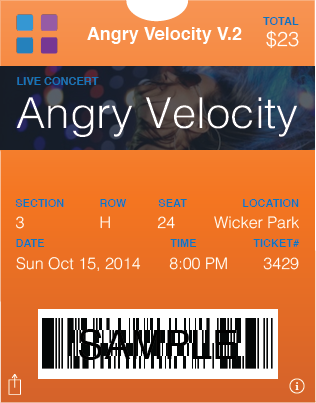 Angry Velocity V.2
TOTAL
$23
LIVE CONCERT
Angry Velocity
SECTION ROW SEAT LOCATION
3 H 24 Wicker Park
DATE TIME TICKET#
Sun Oct 15, 2014 8:00 PM 3429
SAMPLE